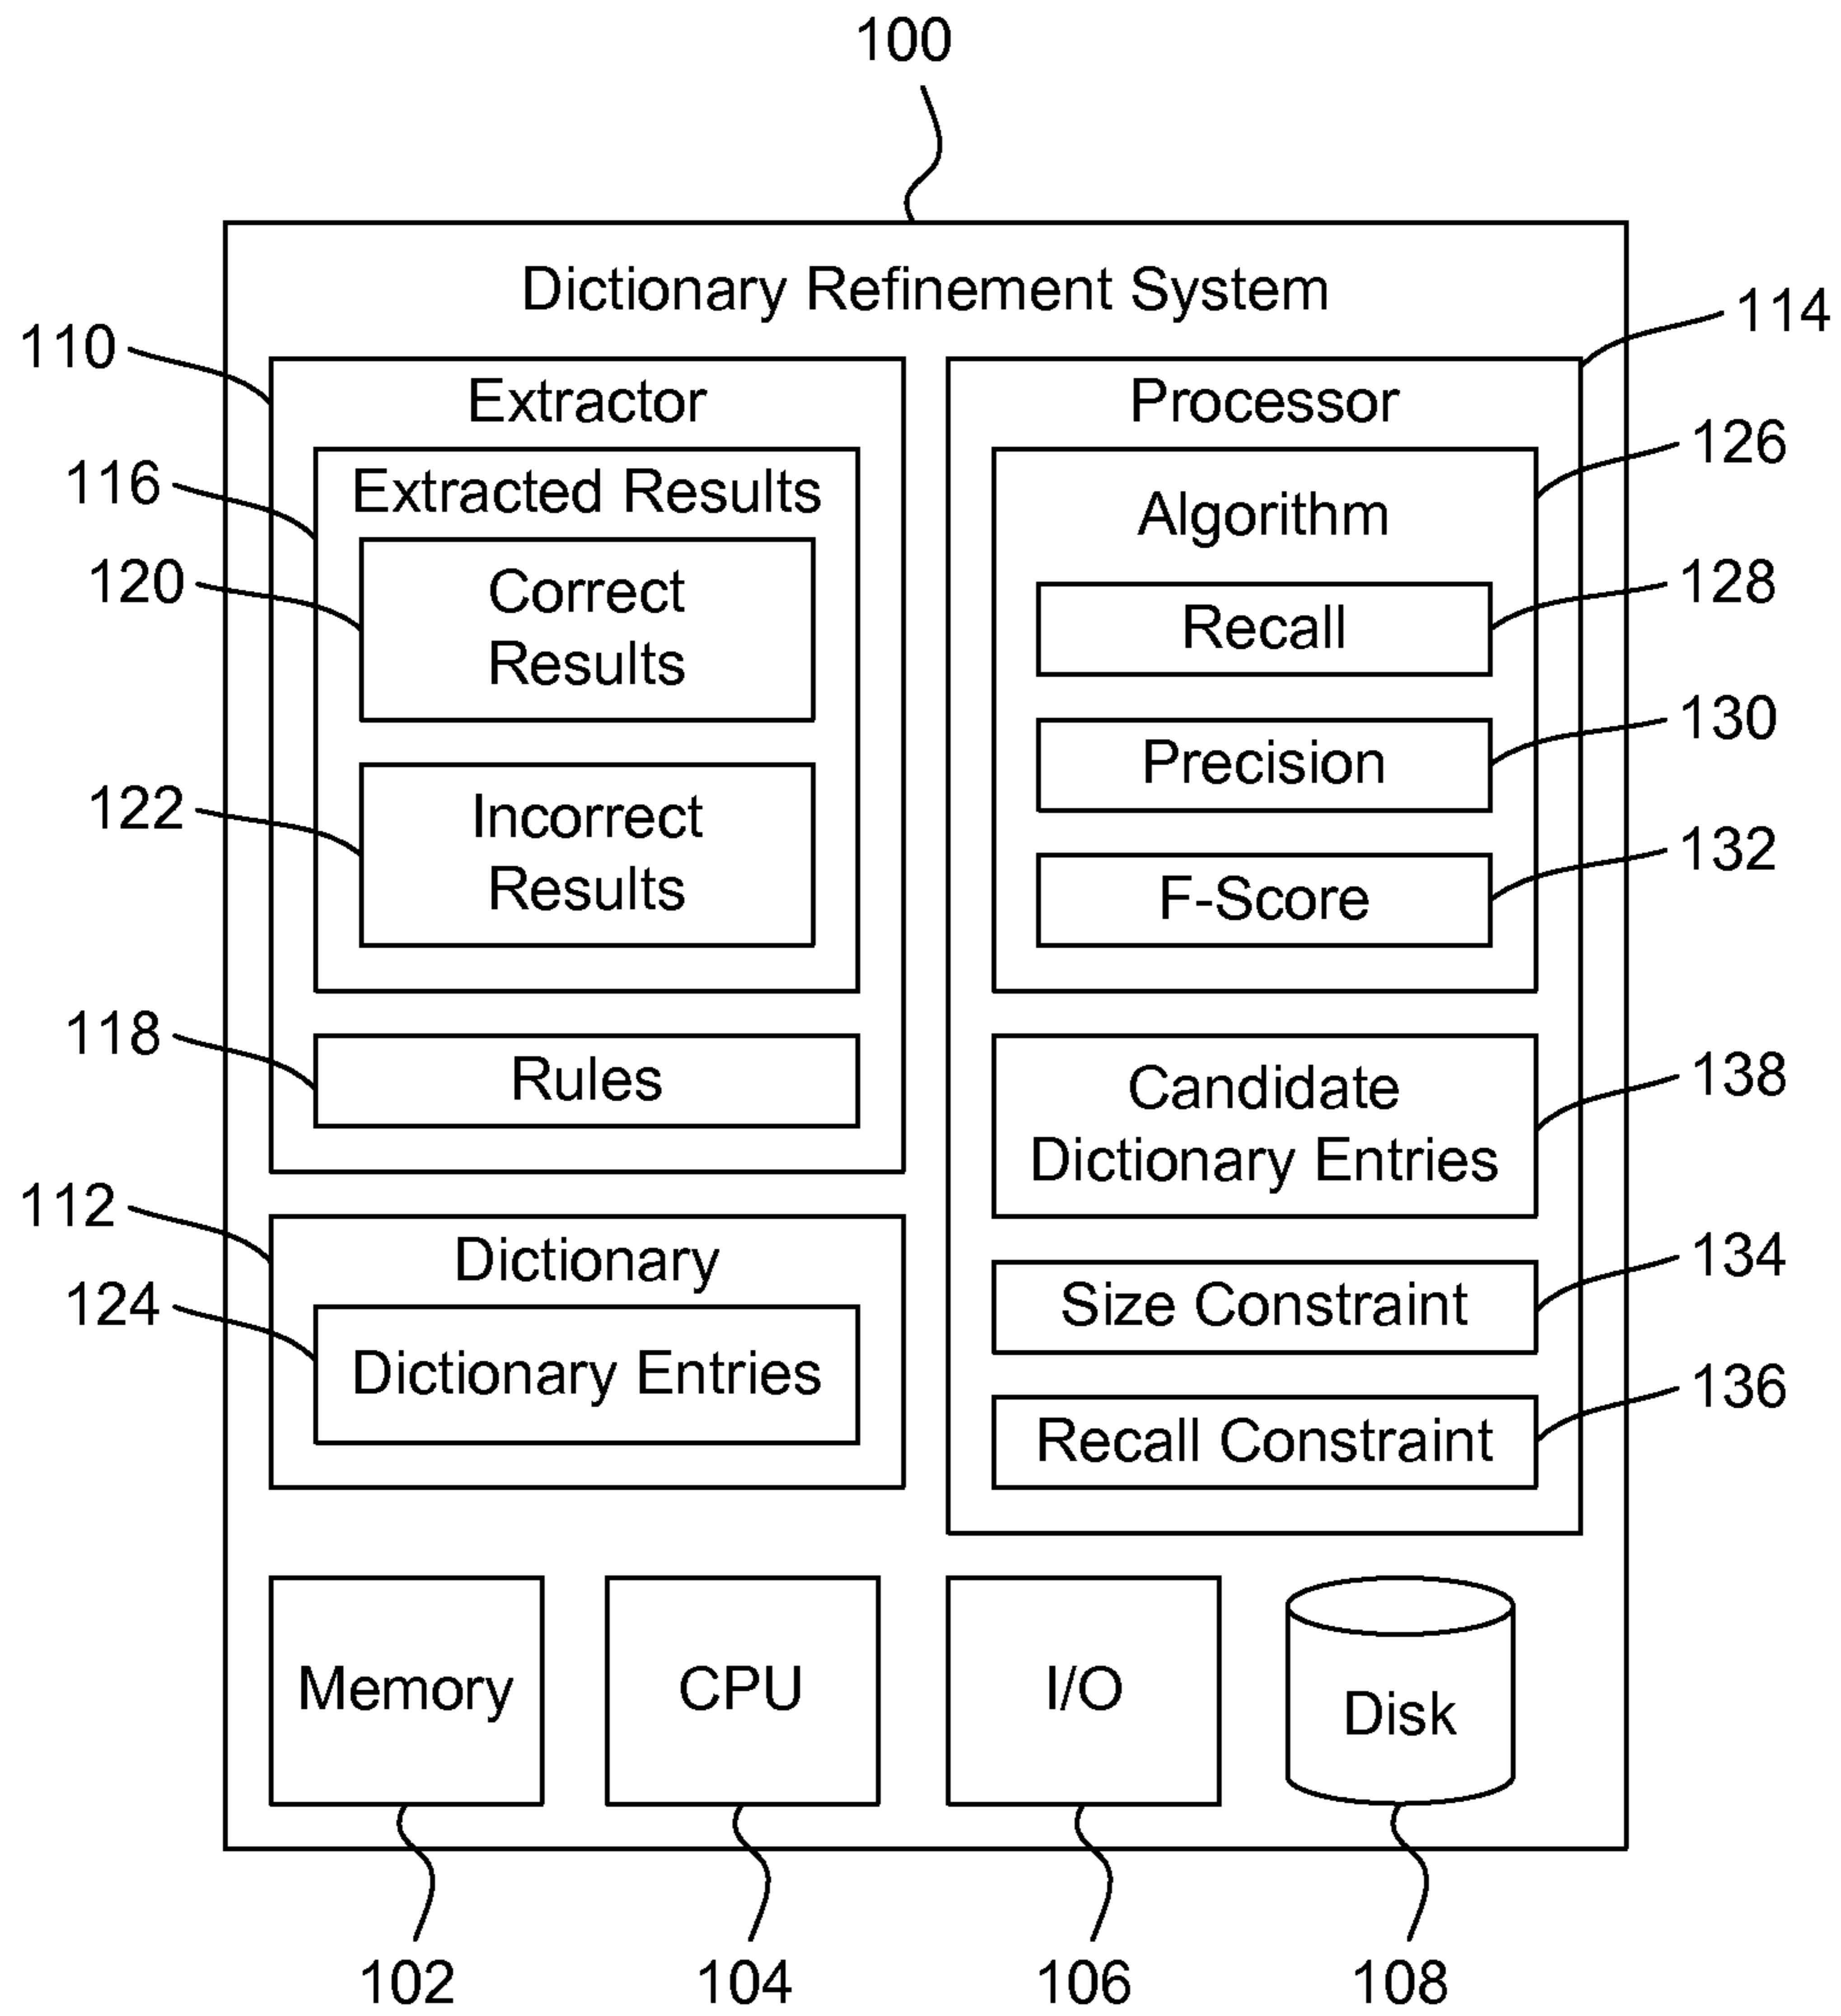 100
Dictionary Refinement System
110
114
Extractor
Processor
116
Extracted Results
126
Algorithm
120
Correct
Results
128
Recall
130
Precision
122
Incorrect
Results
132
F-Score
118
Rules
138
Candidate
Dictionary Entries
112
Dictionary
134
Size Constraint
124
Dictionary Entries
136
Recall Constraint
Memory
CPU
I/O
Disk
102
104
106
108